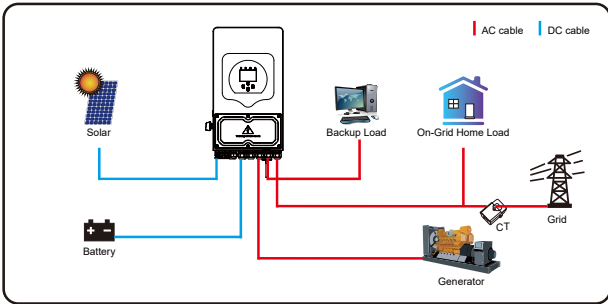 AC cable
DC cable
Solar
Backup Load
On-Grid Home Load
CT
Grid
Battery
Generator